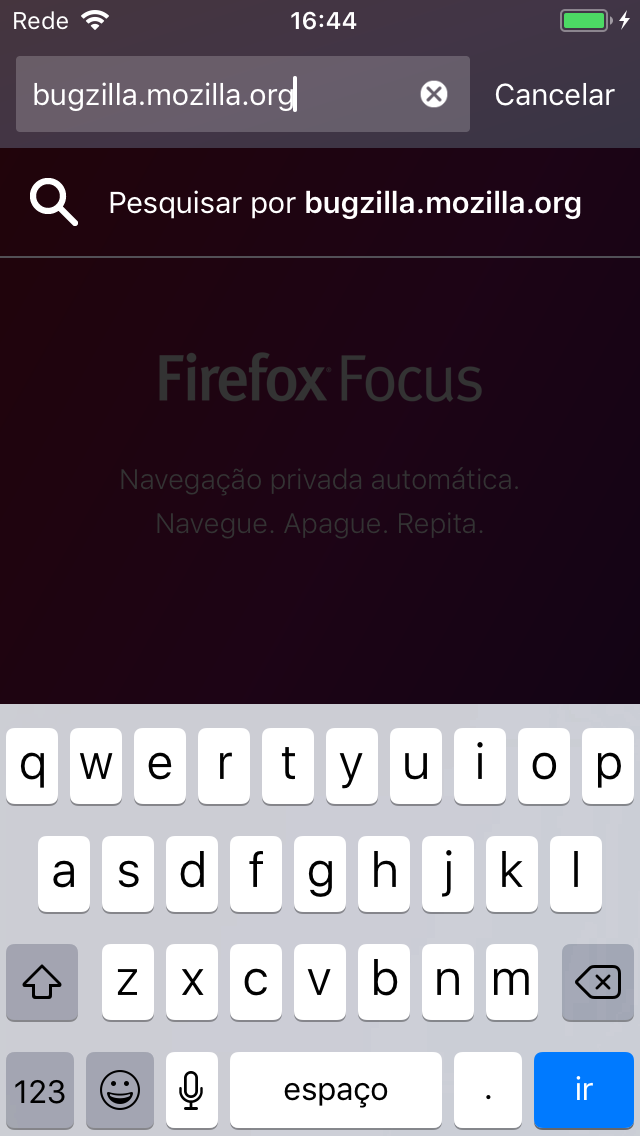 Rede 16:44
bugzilla.mozilla.org Cancelar
Pesquisar por bugzilla.mozilla.org
Firefox Focus
Navegação privada automática.
Navegue. Apague. Repita.
q w e r t y u i o p
a s d f g h j k l
z x c v b n m
123 espaço . ir